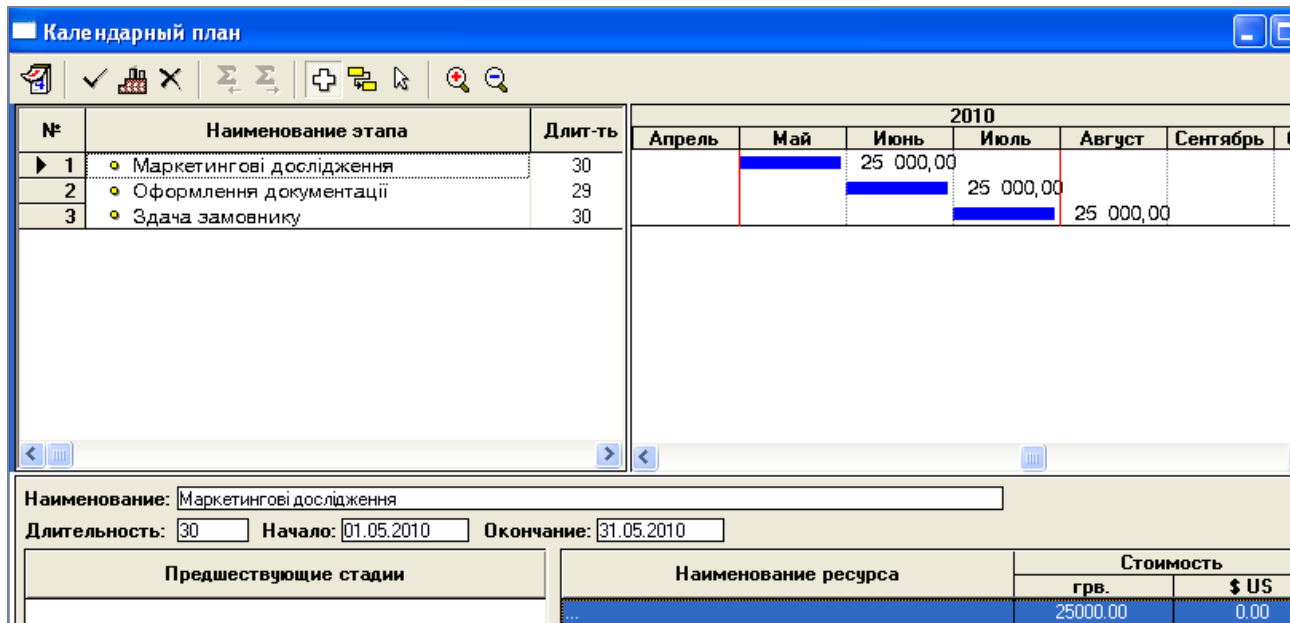 Календарный план
№ Наименование этапа Длит-ть
2010
Апрель Май Июнь Июль Август Сентябрь
1 Маркетингові дослідження 30 25 000,00
2 Оформлення документації 29 25 000,00
3 Здача замовнику 30 25 000,00
Наименование: Маркетингові дослідження
Длительность: 30 Начало: 01.05.2010 Окончание: 31.05.2010
Предшествующие стадии Наименование ресурса Стоимость
грв. $ US
... 25000.00 0.00